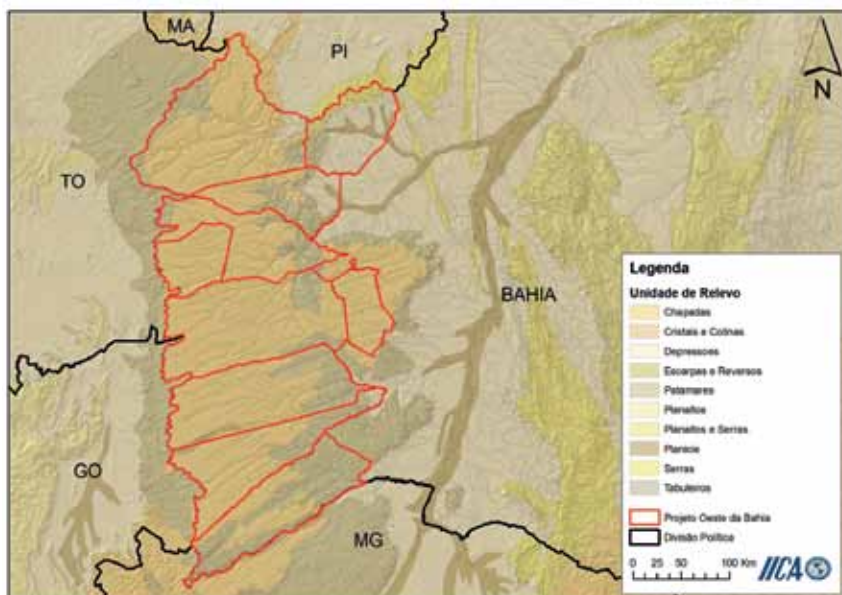 MA
PI
TO
BAHIA
GO
MG
N
Legenda
Unidade de Relevo
Chapadas
Cristais e Colinas
Depressoes
Escarpas e Reversos
Patamares
Planaltos
Planaltos e Serras
Planicie
Serras
Tabuleiros
Projeto Oeste da Bahia
Divisão Política
0 25 50 100 Km
IICA